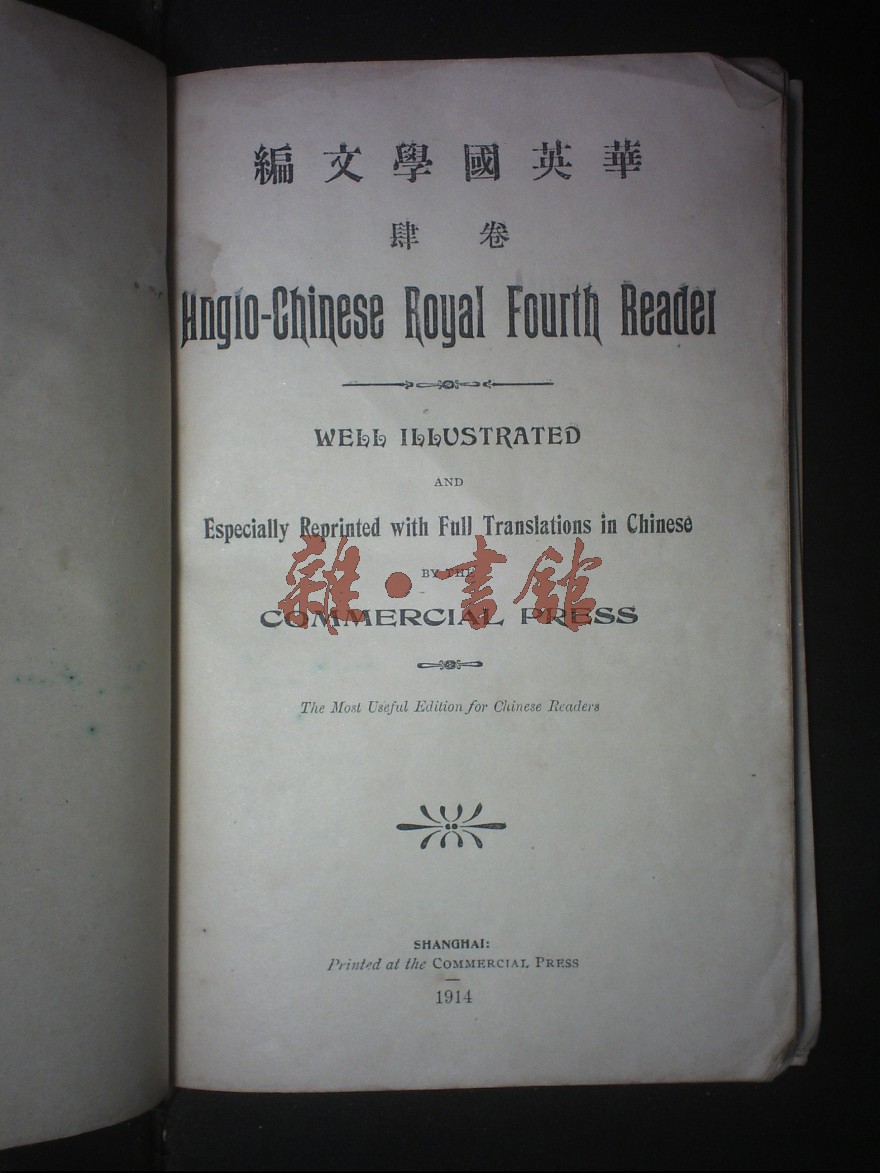 華英國學文編
卷肆
Anglo-Chinese Royal Fourth Reader
WELL ILLUSTRATED
AND
Especially Reprinted with Full Translations in Chinese
BY THE
雜·書館
COMMERCIAL PRESS
The Most Useful Edition for Chinese Readers
SHANGHAI:
Printed at the COMMERCIAL PRESS
1914